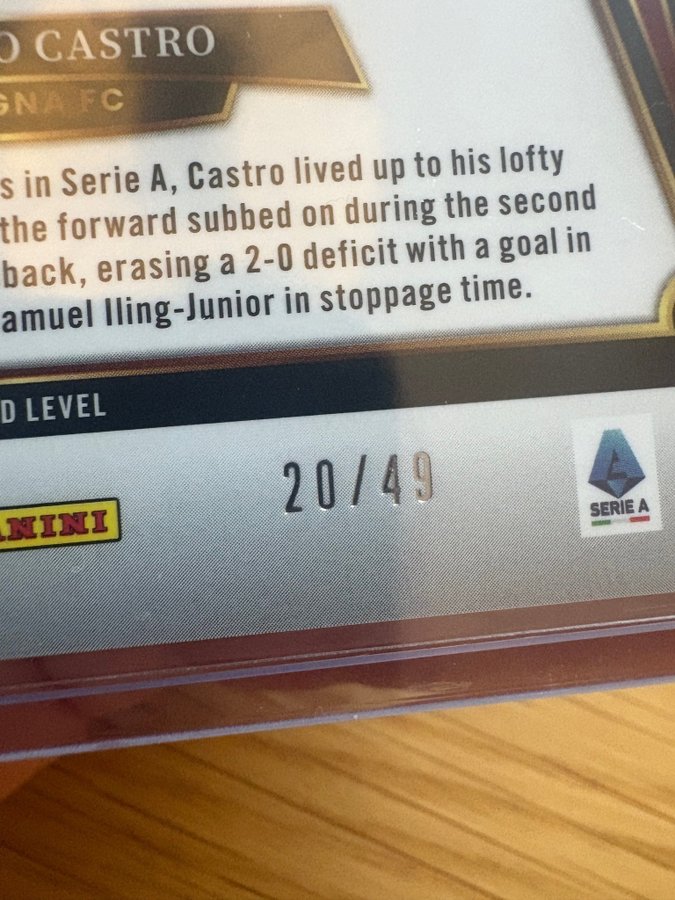 O CASTRO
GNA FC
s in Serie A, Castro lived up to his lofty
the forward subbed on during the second
back, erasing a 2-0 deficit with a goal in
amuel Iling-Junior in stoppage time.
D LEVEL
20/49
ANINI
SERIE A